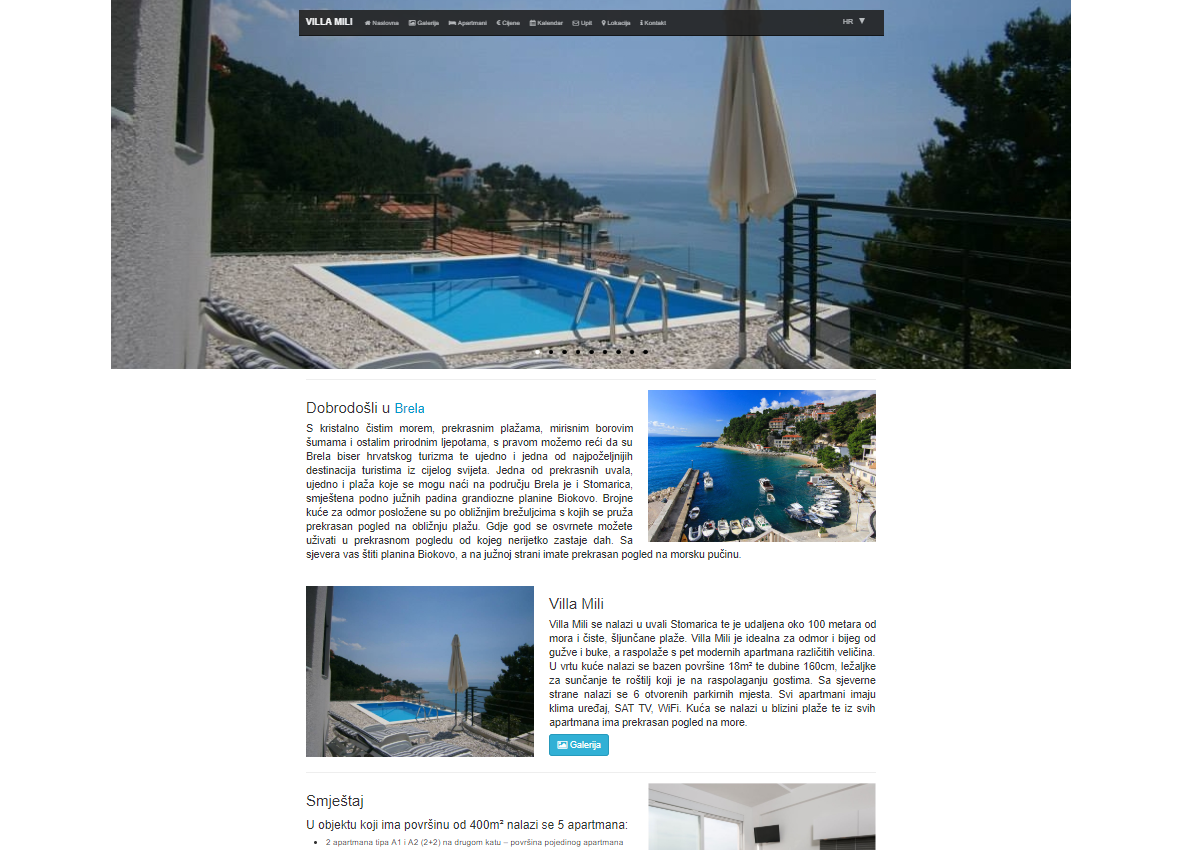 VILLA MILI Naslovna Galerija Apartmani € Cijene Kalendar Upit Lokacija Kontakt HR ▼
Dobrodošli u Brela
S kristalno čistim morem, prekrasnim plažama, mirisnim borovim
šumama i ostalim prirodnim ljepotama, s pravom možemo reći da su
Brela biser hrvatskog turizma te ujedno i jedna od najpoželjnijih
destinacija turistima iz cijelog svijeta. Jedna od prekrasnih uvala,
ujedno i plaža koje se mogu naći na području Brela je i Stomarica,
smještena podno južnih padina grandiozne planine Biokovo. Brojne
kuće za odmor posložene su po obližnjim brežuljcima s kojih se pruža
prekrasan pogled na obližnju plažu. Gdje god se osvrnete možete
uživati u prekrasnom pogledu od kojeg nerijetko zastaje dah. Sa
sjevera vas štiti planina Biokovo, a na južnoj strani imate prekrasan pogled na morsku pučinu.
Villa Mili
Villa Mili se nalazi u uvali Stomarica te je udaljena oko 100 metara od
mora i čiste, šljunčane plaže. Villa Mili je idealna za odmor i bijeg od
gužve i buke, a raspolaže s pet modernih apartmana različitih veličina.
U vrtu kuće nalazi se bazen površine 18m² te dubine 160cm, ležaljke
za sunčanje te roštilj koji je na raspolaganju gostima. Sa sjeverne
strane nalazi se 6 otvorenih parkirnih mjesta. Svi apartmani imaju
klima uređaj, SAT TV, WiFi. Kuća se nalazi u blizini plaže te iz svih
apartmana ima prekrasan pogled na more.
Galerija
Smještaj
U objektu koji ima površinu od 400m² nalazi se 5 apartmana:
• 2 apartmana tipa A1 i A2 (2+2) na drugom katu – površina pojedinog apartmana